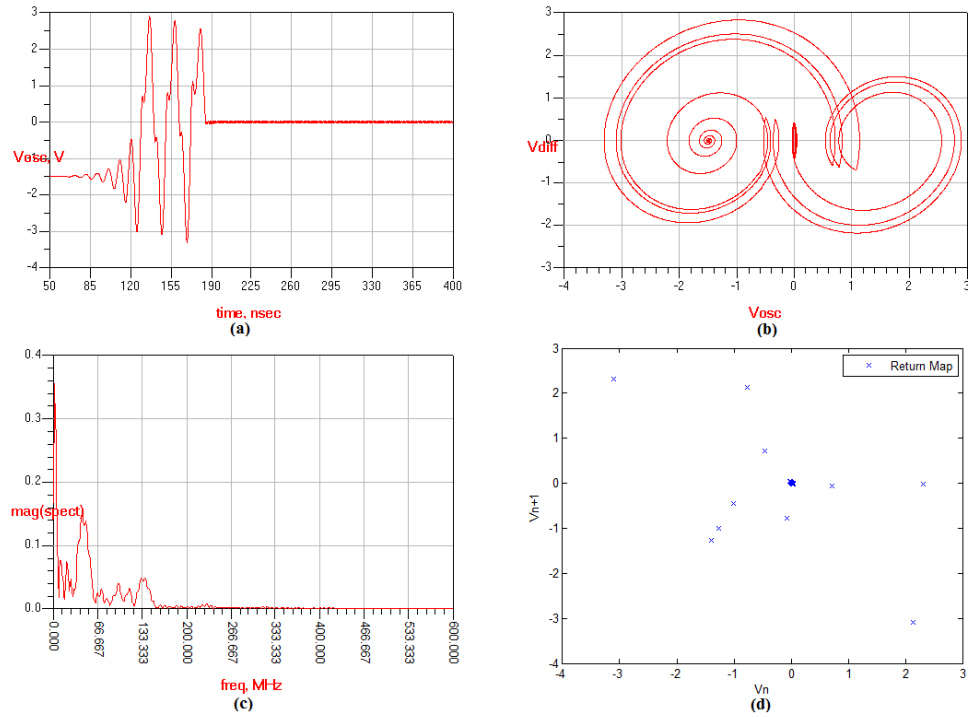 3
2
1
0
-1
-2
-3
-4
Vosc, V
50 85 120 155 190 225 260 295 330 365 400
time, nsec
(a)
3
2
1
0
-1
-2
-3
Vdiff
-4 -3 -2 -1 0 1 2 3
Vosc
(b)
0.4
0.3
0.2
0.1
0.0
mag(spect)
0.000 66.667 133.333 200.000 266.667 333.333 400.000 466.667 533.333 600.000
freq, MHz
(c)
3
2
1
0
-1
-2
-3
-4
Vn+1
Return Map
-4 -3 -2 -1 0 1 2 3
Vn
(d)